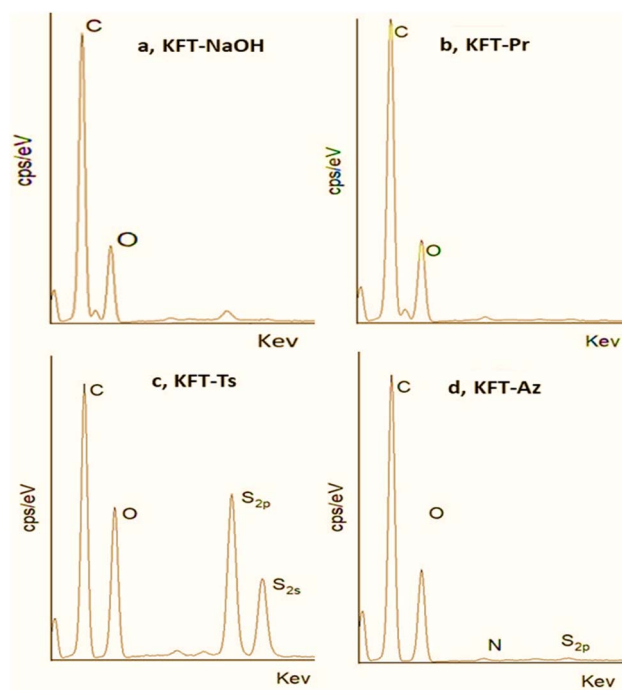 C
a, KFT-NaOH
cps/eV
O
Kev
C
b, KFT-Pr
cps/eV
O
Kev
C
c, KFT-Ts
cps/eV
O
S2p
S2s
Kev
C
d, KFT-Az
cps/eV
O
N
S2p
Kev